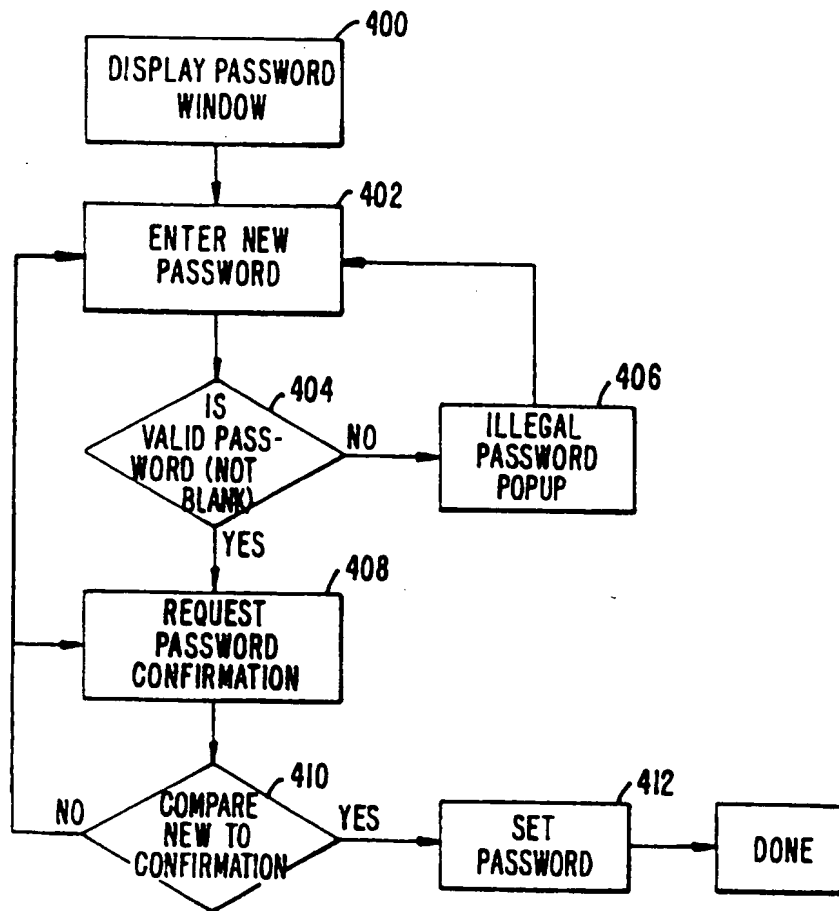 400
DISPLAY PASSWORD
WINDOW
402
ENTER NEW
PASSWORD
404
IS
VALID PASS-
WORD (NOT
BLANK)
NO
406
ILLEGAL
PASSWORD
POPUP
YES
408
REQUEST
PASSWORD
CONFIRMATION
410
NO
COMPARE
NEW TO
CONFIRMATION
YES
412
SET
PASSWORD
DONE